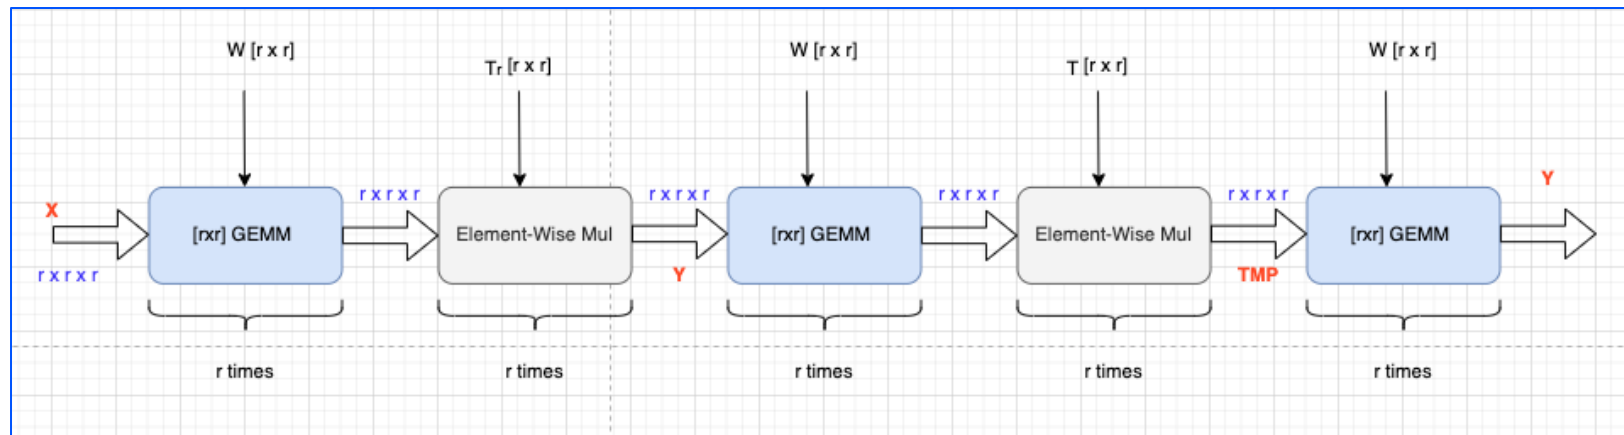 W [r x r]
Tr [r x r]
W [r x r]
T [r x r]
W [r x r]
X
r x r x r
[rxr] GEMM
r x r x r
Element-Wise Mul
r x r x r
Y
[rxr] GEMM
r x r x r
Element-Wise Mul
r x r x r
TMP
[rxr] GEMM
Y
r times
r times
r times
r times
r times